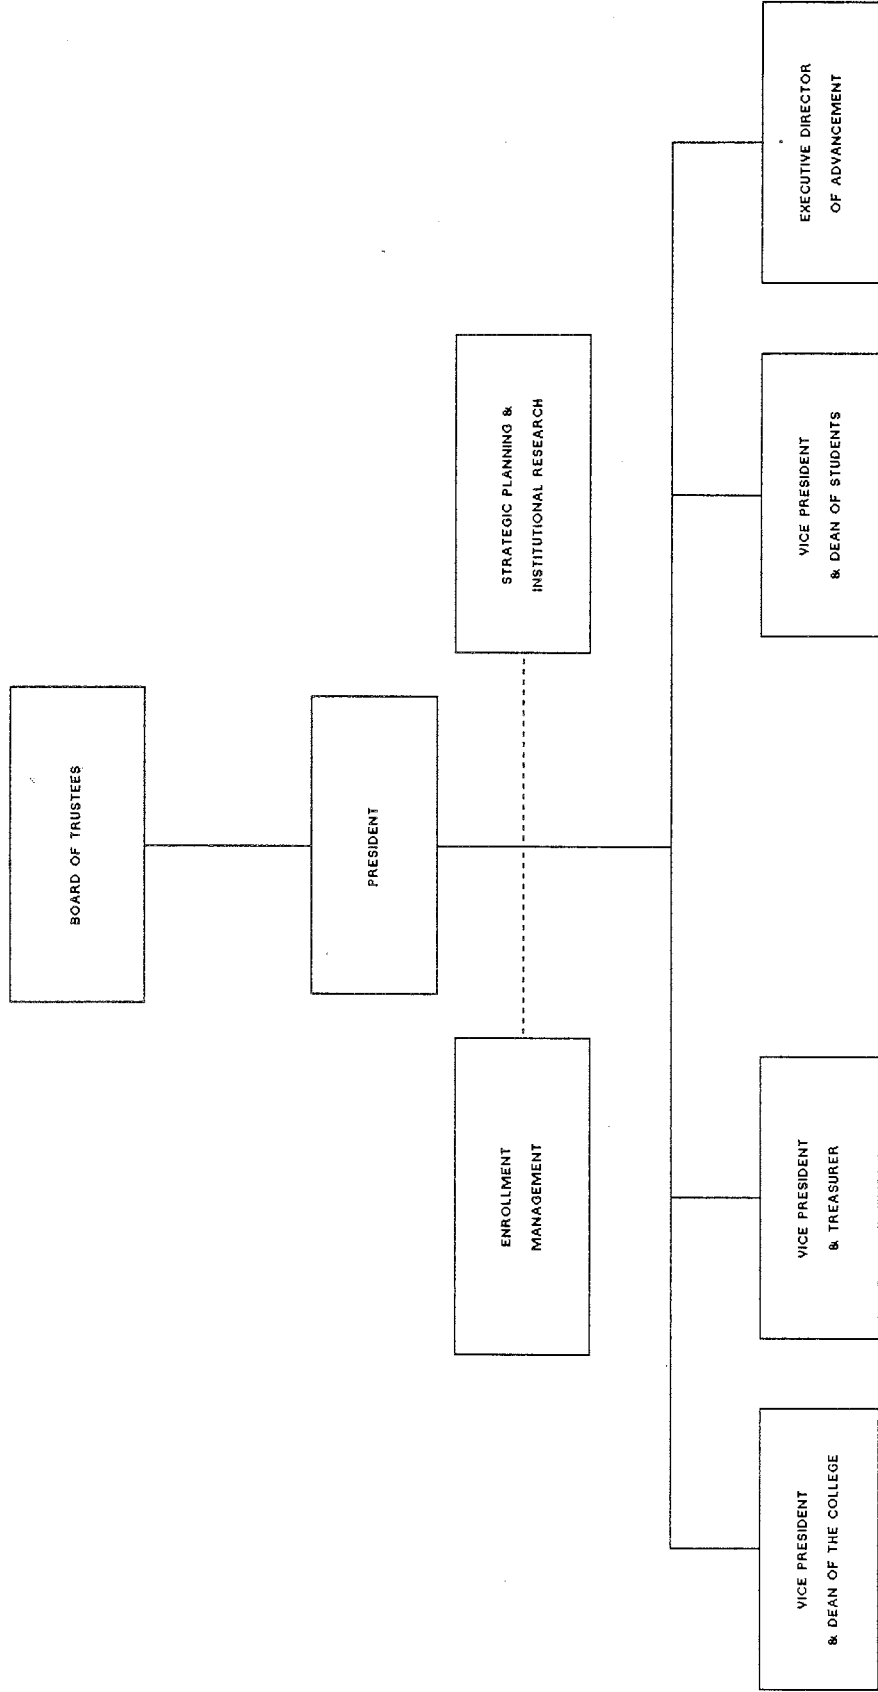 BOARD OF TRUSTEES
PRESIDENT
ENROLLMENT
MANAGEMENT
STRATEGIC PLANNING &
INSTITUTIONAL RESEARCH
VICE PRESIDENT
& DEAN OF THE COLLEGE
VICE PRESIDENT
& TREASURER
VICE PRESIDENT
& DEAN OF STUDENTS
EXECUTIVE DIRECTOR
OF ADVANCEMENT